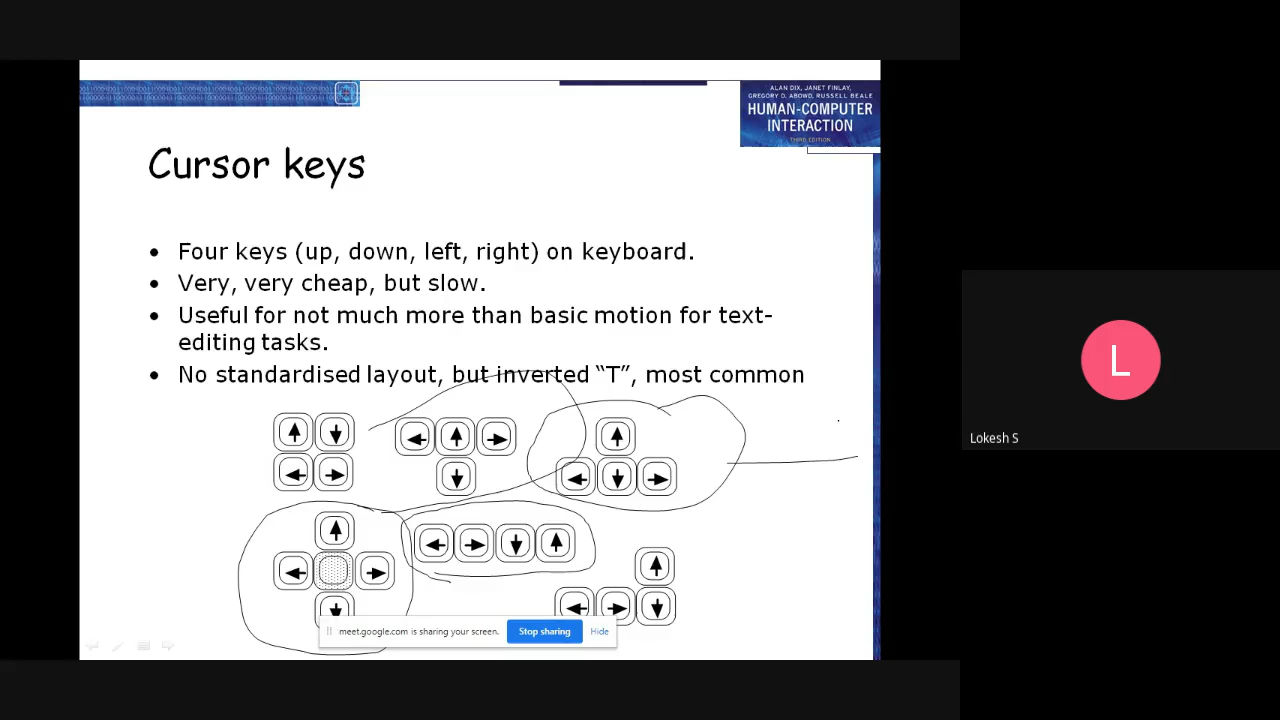 ALAN DIX, JANET FINLAY,
GREGORY D. ABOWD, RUSSELL BEALE
HUMAN-COMPUTER
INTERACTION
THIRD EDITION
Cursor keys
• Four keys (up, down, left, right) on keyboard.
• Very, very cheap, but slow.
• Useful for not much more than basic motion for text-
editing tasks.
• No standardised layout, but inverted “T”, most common
L
Lokesh S
meet.google.com is sharing your screen.
Stop sharing
Hide